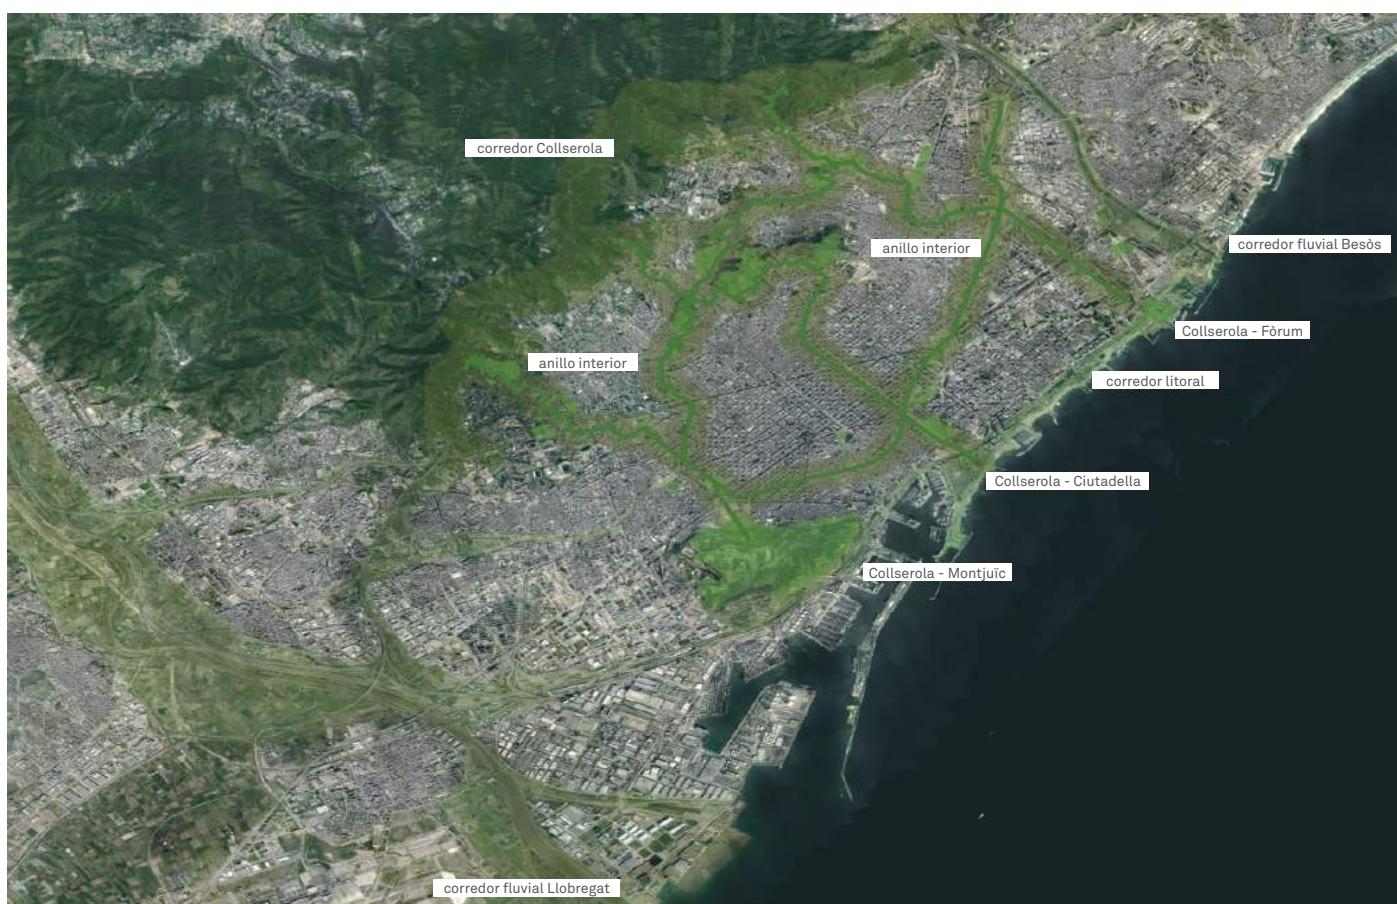 corredor Collserola
corredor fluvial Besòs
anillo interior
Collserola - Fòrum
anillo interior
corredor litoral
Collserola - Ciutadella
Collserola - Montjuïc
corredor fluvial Llobregat